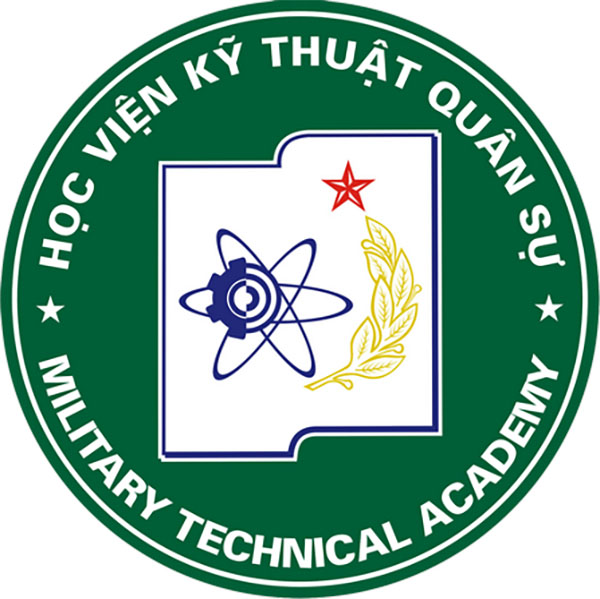 HỌC VIỆN KỸ THUẬT QUÂN SỰ
MILITARY TECHNICAL ACADEMY